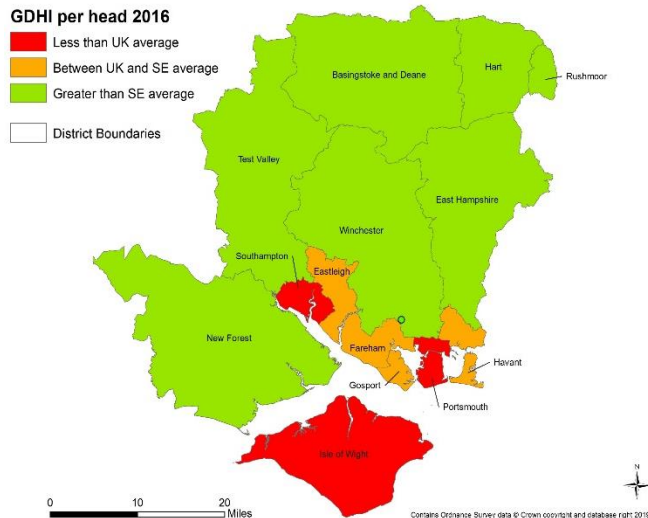 GDHI per head 2016
Less than UK average
Between UK and SE average
Greater than SE average
District Boundaries
Basingstoke and Deane
Hart
Rushmoor
Test Valley
East Hampshire
Winchester
Southampton
Eastleigh
New Forest
Fareham
Havant
Gosport
Portsmouth
Isle of Wight
N
0 10 20
Miles
Contains Ordnance Survey data © Crown copyright and database right 2019